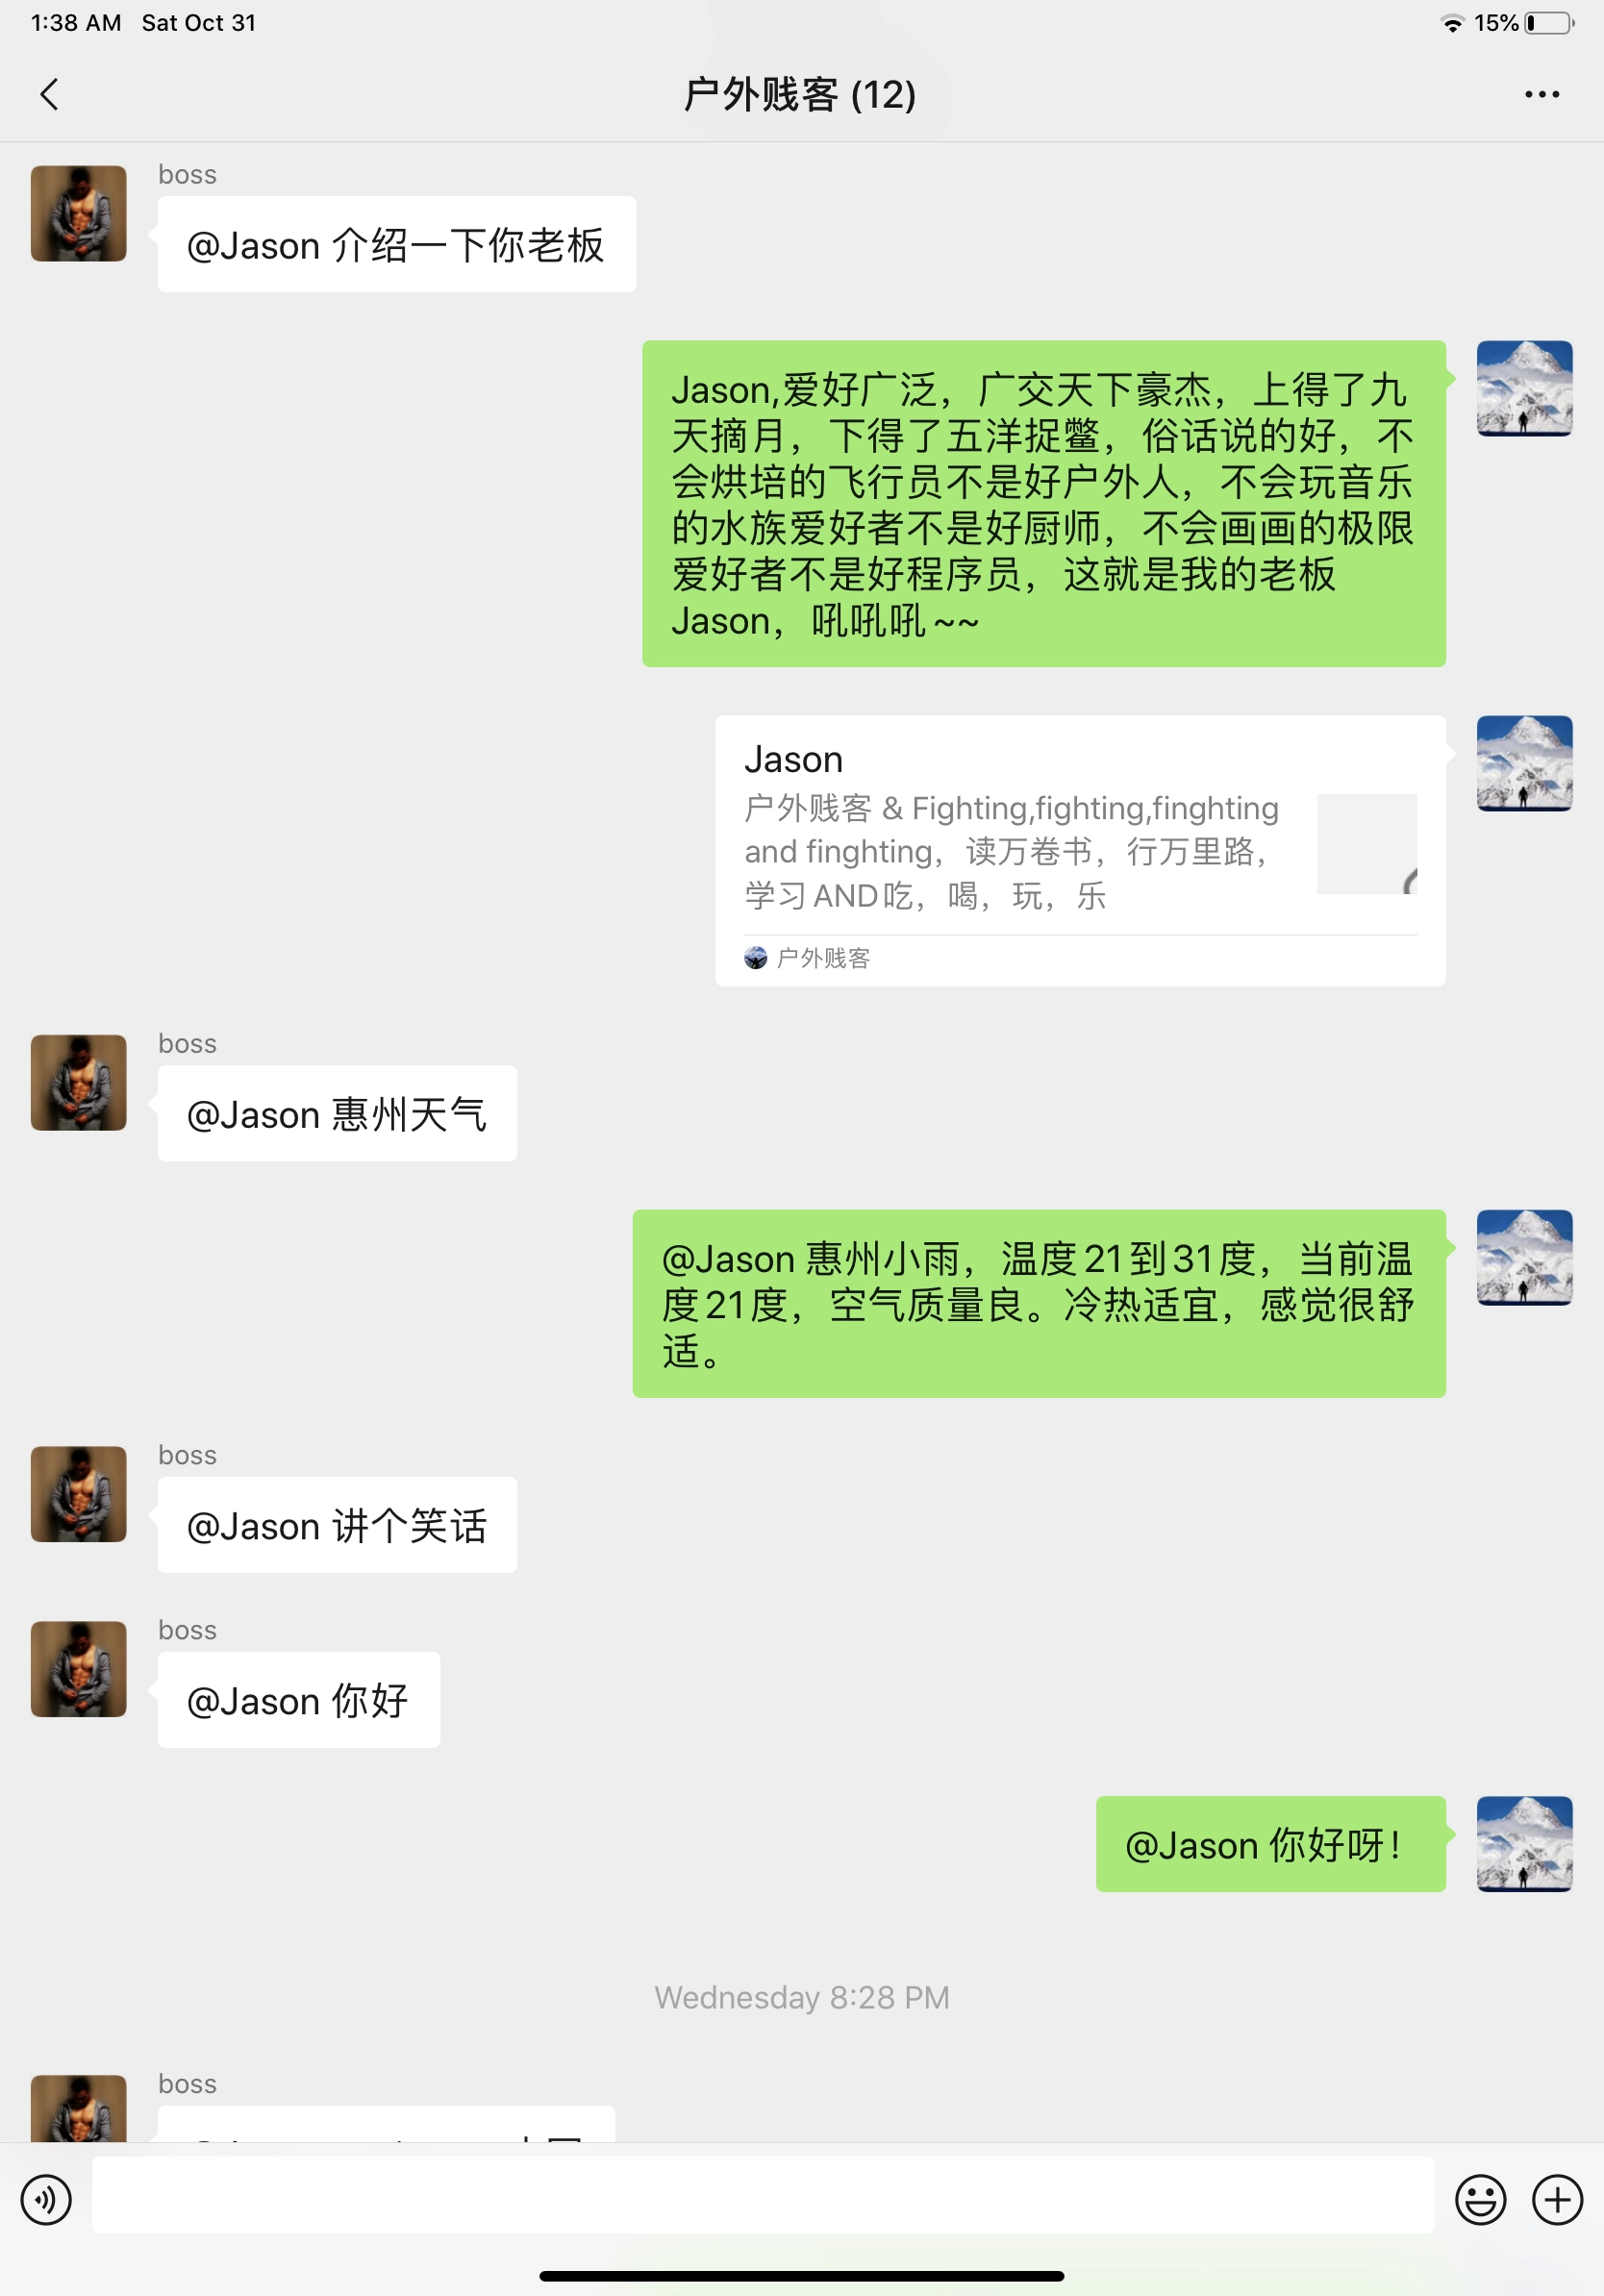 1:38 AM Sat Oct 31
15%
户外贱客 (12)
boss
@Jason 介绍一下你老板
Jason,爱好广泛，广交天下豪杰，上得了九
天摘月，下得了五洋捉鳖，俗话说的好，不
会烘培的飞行员不是好户外人，不会玩音乐
的水族爱好者不是好厨师，不会画画的极限
爱好者不是好程序员，这就是我的老板
Jason，吼吼吼~~
Jason
户外贱客 & Fighting,fighting,finghting
and finghting，读万卷书，行万里路，
学习AND吃，喝，玩，乐
户外贱客
boss
@Jason 惠州天气
@Jason 惠州小雨，温度21到31度，当前温
度21度，空气质量良。冷热适宜，感觉很舒
适。
boss
@Jason 讲个笑话
boss
@Jason 你好
@Jason 你好呀！
Wednesday 8:28 PM
boss